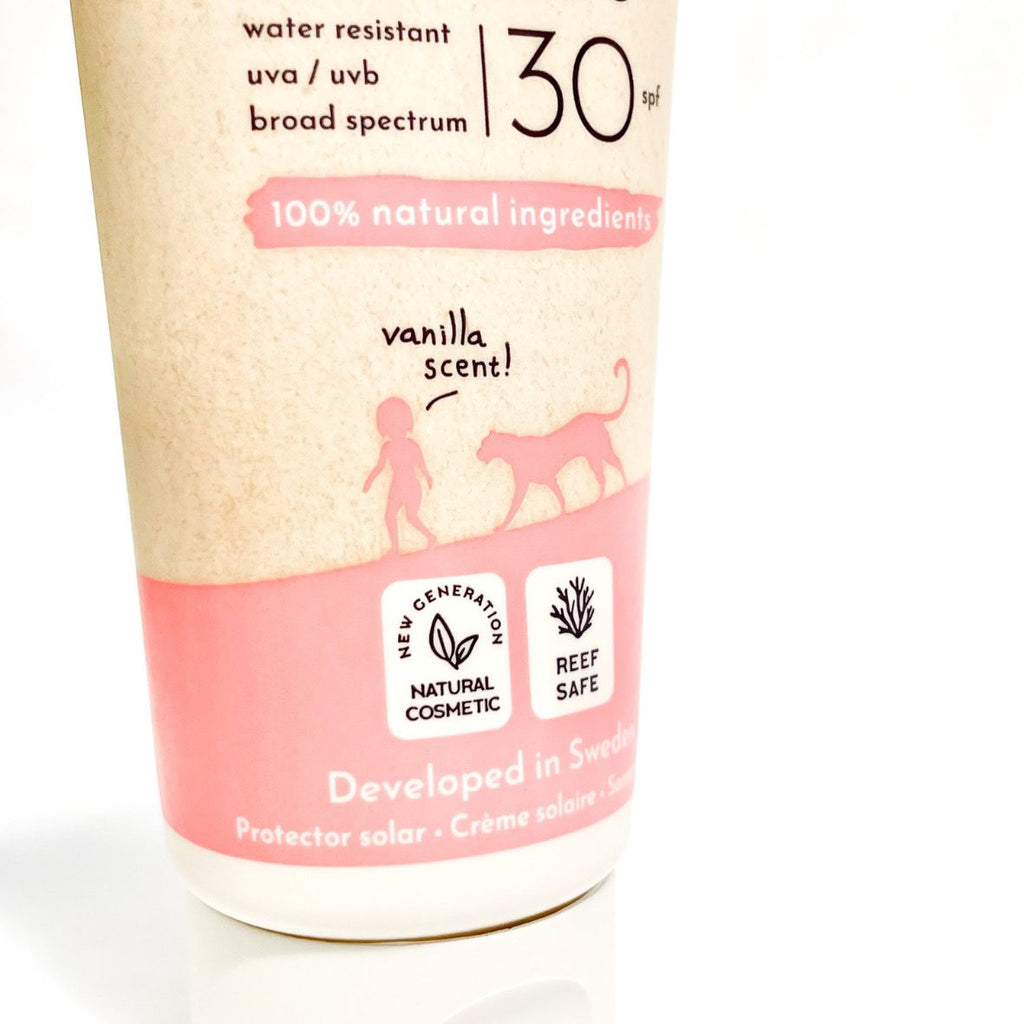 water resistant
uva / uvb
broad spectrum
30 spf
100% natural ingredients
vanilla
scent!
NEW GENERATION
NATURAL
COSMETIC
REEF
SAFE
Developed in Sweden
Protector solar • Crème solaire •